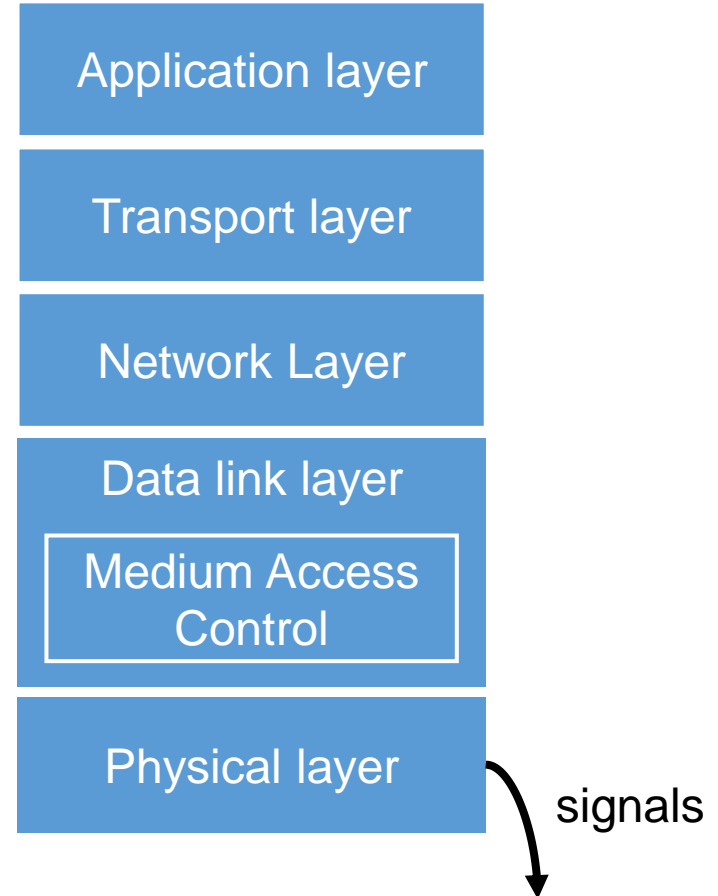 Application layer
Transport layer
Network Layer
Data link layer
Medium Access
Control
Physical layer
signals